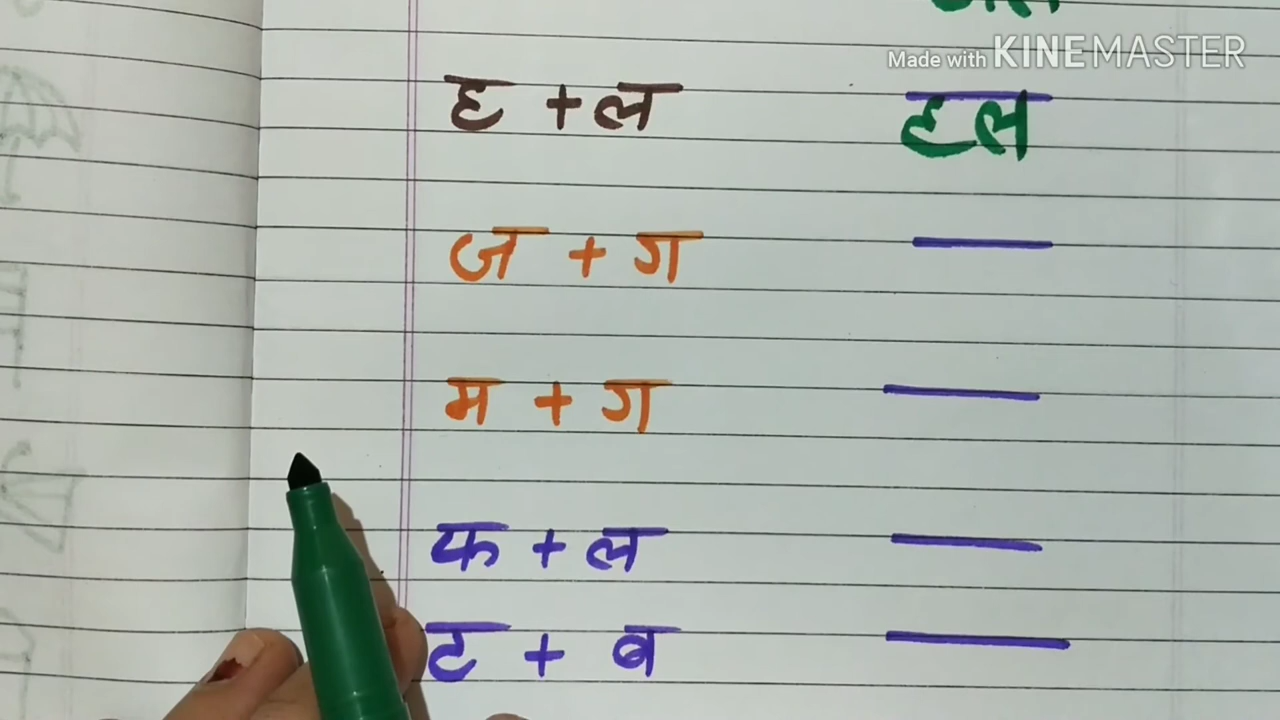 Made with KINEMASTER
ह + ल हल
ज + ग
म + ग
फ + ल
ट + ब